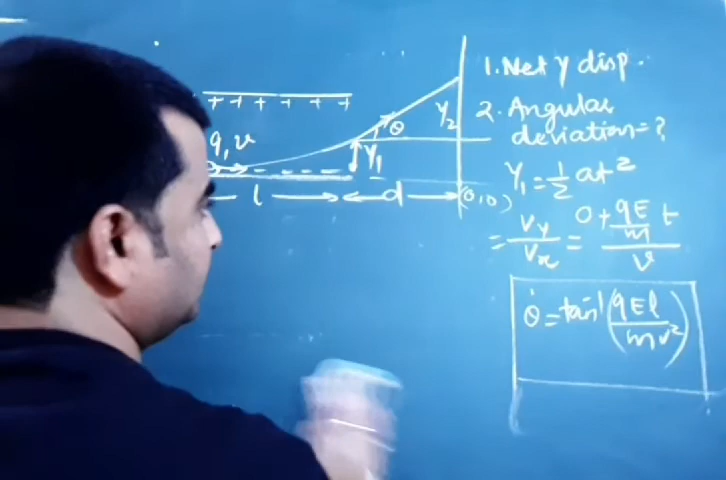 1. Net y disp.
2. Angular
deviation=?
+ + + + + +
q, v
θ
Y₂
Y₁
l
d
(0,0)
Y₁ = 1/2 at²
= Vy/Vx = (0 + qE/m t)/v
θ = tan⁻¹(qEl/mv²)